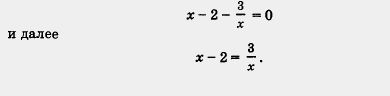 x − 2 − 3/x = 0
и далее
x − 2 = 3/x .